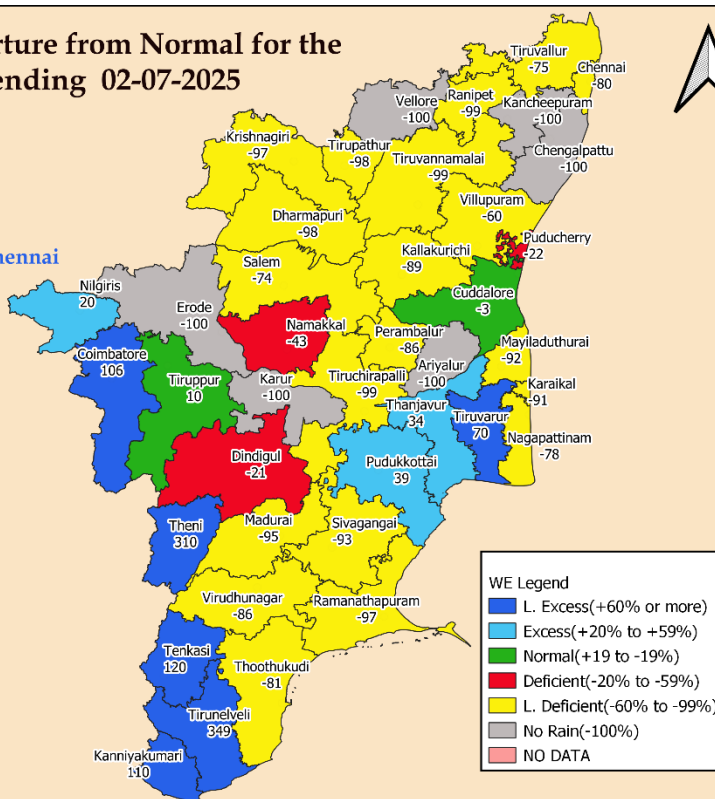 rture from Normal for the
ending 02-07-2025
hennai
Tiruvallur
-75
Chennai
-80
Vellore
-100
Ranipet
-99
Kancheepuram
-100
Krishnagiri
-97
Tirupathur
-98
Tiruvannamalai
-99
Chengalpattu
-100
Dharmapuri
-98
Villupuram
-60
Puducherry
-22
Salem
-74
Kallakurichi
-89
Nilgiris
20
Erode
-100
Cuddalore
-3
Namakkal
-43
Perambalur
-86
Coimbatore
106
Mayiladuthurai
-92
Ariyalur
-100
Tiruppur
10
Karur
-100
Tiruchirapalli
-99
Karaikal
-91
Thanjavur
34
Tiruvarur
70
Nagapattinam
-78
Dindigul
-21
Pudukkottai
39
Theni
310
Madurai
-95
Sivagangai
-93
Virudhunagar
-86
Ramanathapuram
-97
Tenkasi
120
Thoothukudi
-81
Tirunelveli
349
Kanniyakumari
110
WE Legend
L. Excess(+60% or more)
Excess(+20% to +59%)
Normal(+19 to -19%)
Deficient(-20% to -59%)
L. Deficient(-60% to -99%)
No Rain(-100%)
NO DATA